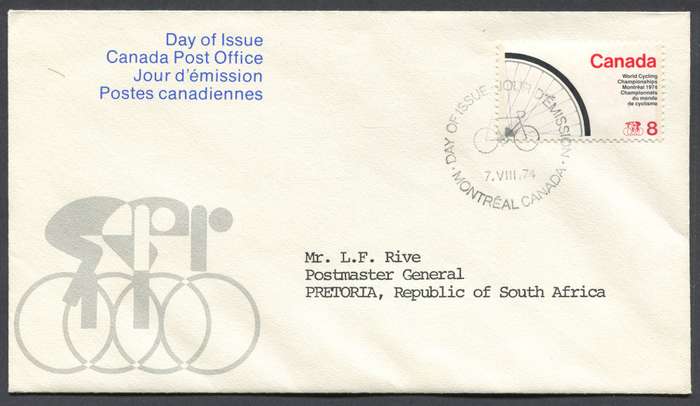 Day of Issue
Canada Post Office
Jour d'émission
Postes canadiennes
Canada
World Cycling
Championships
Montréal 1974
Championnats
du monde
de cyclisme
8
DAY OF ISSUE · JOUR D'ÉMISSION ·
7.VIII.74
MONTRÉAL CANADA
Mr. L.F. Rive
Postmaster General
PRETORIA, Republic of South Africa